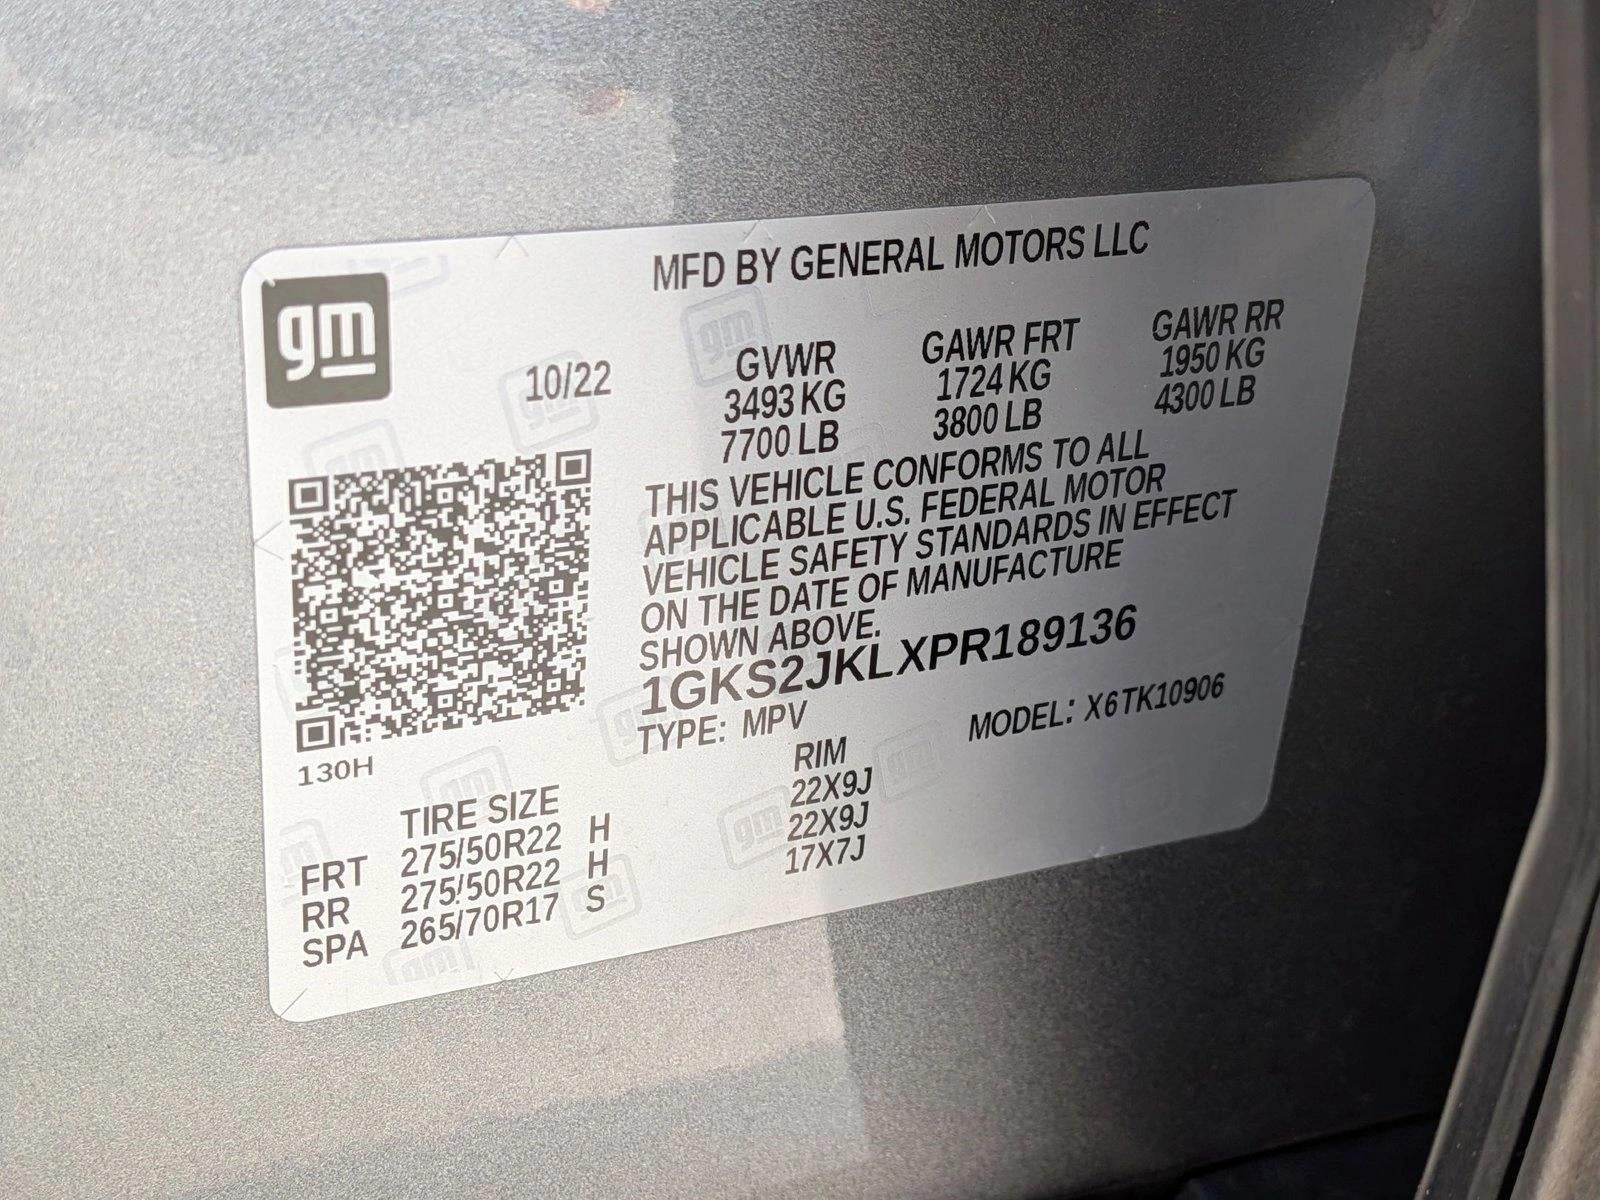 MFD BY GENERAL MOTORS LLC
gm
10/22
GVWR
3493 KG
7700 LB
GAWR FRT
1724 KG
3800 LB
GAWR RR
1950 KG
4300 LB
THIS VEHICLE CONFORMS TO ALL
APPLICABLE U.S. FEDERAL MOTOR
VEHICLE SAFETY STANDARDS IN EFFECT
ON THE DATE OF MANUFACTURE
SHOWN ABOVE.
1GKS2JKLXPR189136
TYPE: MPV MODEL: X6TK10906
130H
TIRE SIZE RIM
FRT 275/50R22 H 22X9J
RR 275/50R22 H 22X9J
SPA 265/70R17 S 17X7J